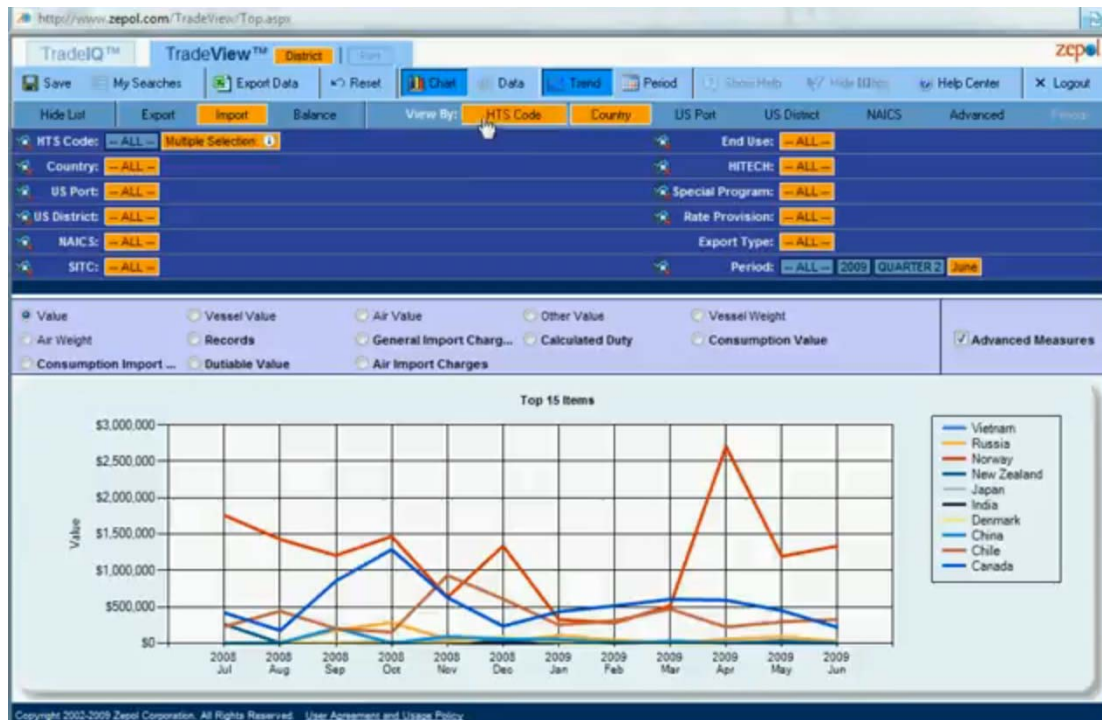 http://www.zepol.com/TradeView/Top.aspx
TradeIQ™ TradeView™ District
zepol
Save My Searches Export Data Reset Chart Data Trend Period Show Help Help Center X Logout
Hide List Export Import Balance View By: HTS Code Country US Port US District NAICS Advanced Period
HTS Code: -- ALL -- Multiple Selection End Use: -- ALL --
Country: -- ALL -- HITECH: -- ALL --
US Port: -- ALL -- Special Program: -- ALL --
US District: -- ALL -- Rate Provision: -- ALL --
NAICS: -- ALL -- Export Type: -- ALL --
SITC: -- ALL -- Period: -- ALL -- 2009 QUARTER 2 June
Value Vessel Value Air Value Other Value Vessel Weight
Air Weight Records General Import Charg... Calculated Duty Consumption Value Advanced Measures
Consumption Import ... Dutiable Value Air Import Charges
Top 15 Items
$3,000,000
$2,500,000
$2,000,000
$1,500,000
$1,000,000
$500,000
$0
Value
2008 2008 2008 2008 2008 2008 2009 2009 2009 2009 2009 2009
Jul Aug Sep Oct Nov Dec Jan Feb Mar Apr May Jun
Vietnam
Russia
Norway
New Zealand
Japan
India
Denmark
China
Chile
Canada
Copyright 2002-2009 Zepol Corporation. All Rights Reserved. User Agreement and Usage Policy